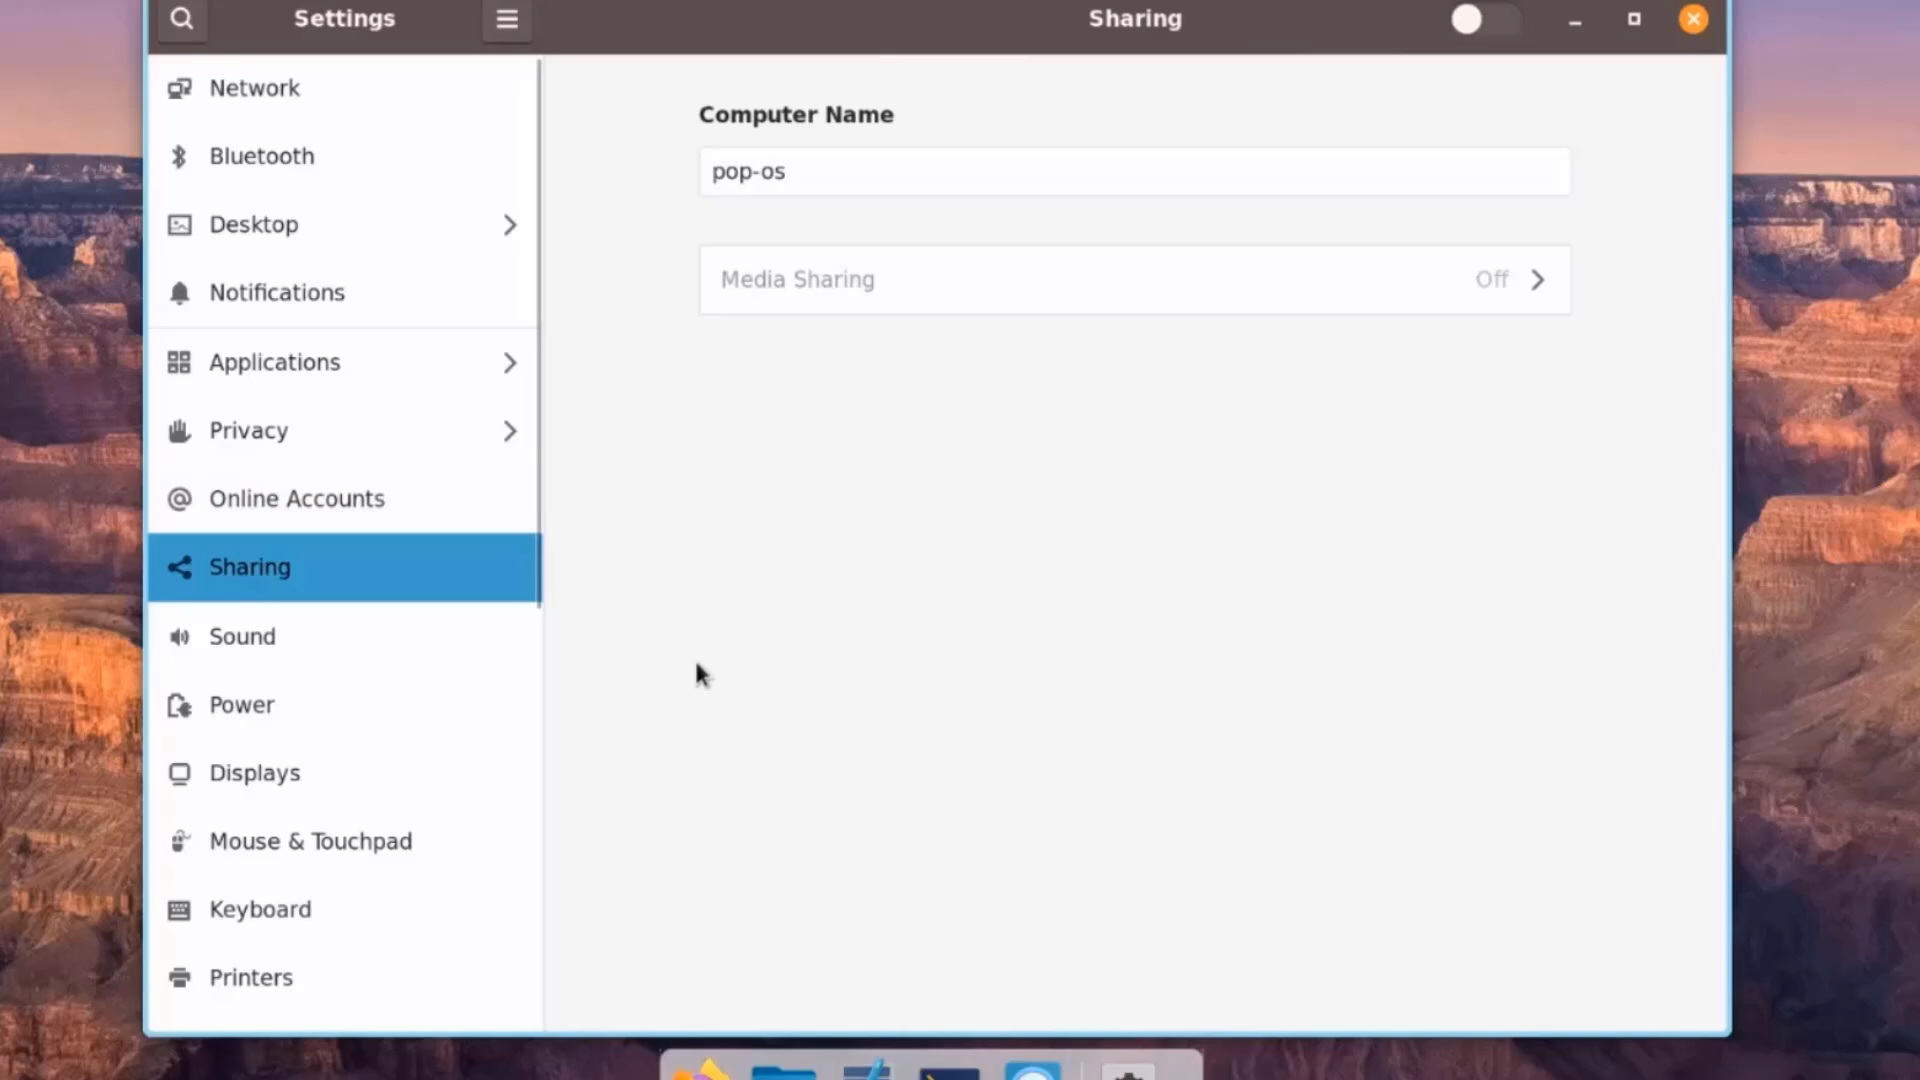 Settings
Sharing
Network
Bluetooth
Desktop
Notifications
Applications
Privacy
Online Accounts
Sharing
Sound
Power
Displays
Mouse & Touchpad
Keyboard
Printers
Computer Name
pop-os
Media Sharing Off